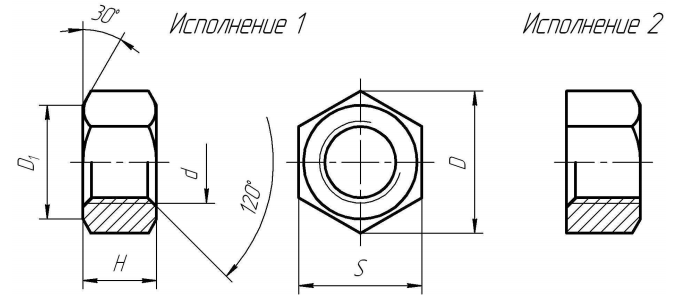 30°
Исполнение 1
Исполнение 2
D₁
d
120°
D
H
S